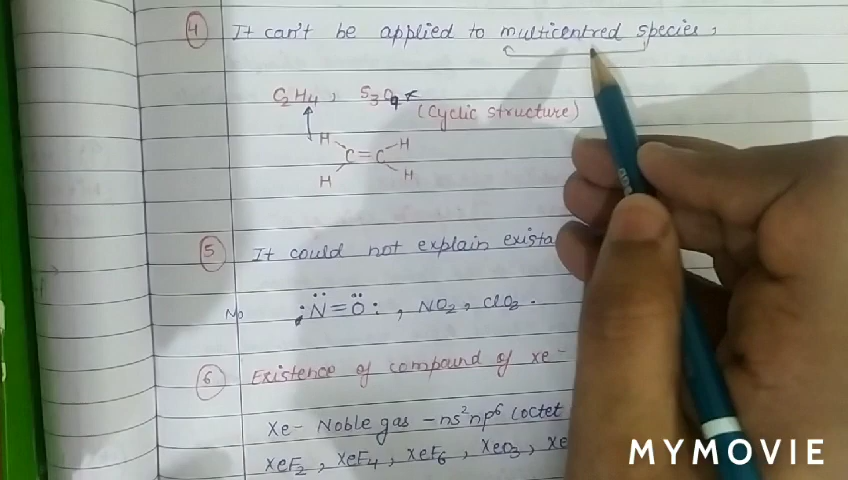 4 It can't be applied to multicentred species,
C2H4, S3O9
(Cyclic structure)
H H
C=C
H H
5 It could not explain exista
No :N̈=Ö: , NO2, ClO2.
6 Existence of compound of xe-
Xe- Noble gas - ns²np⁶ (octet
XeF2, XeF4, XeF6, XeO3, Xe
MYMOVIE